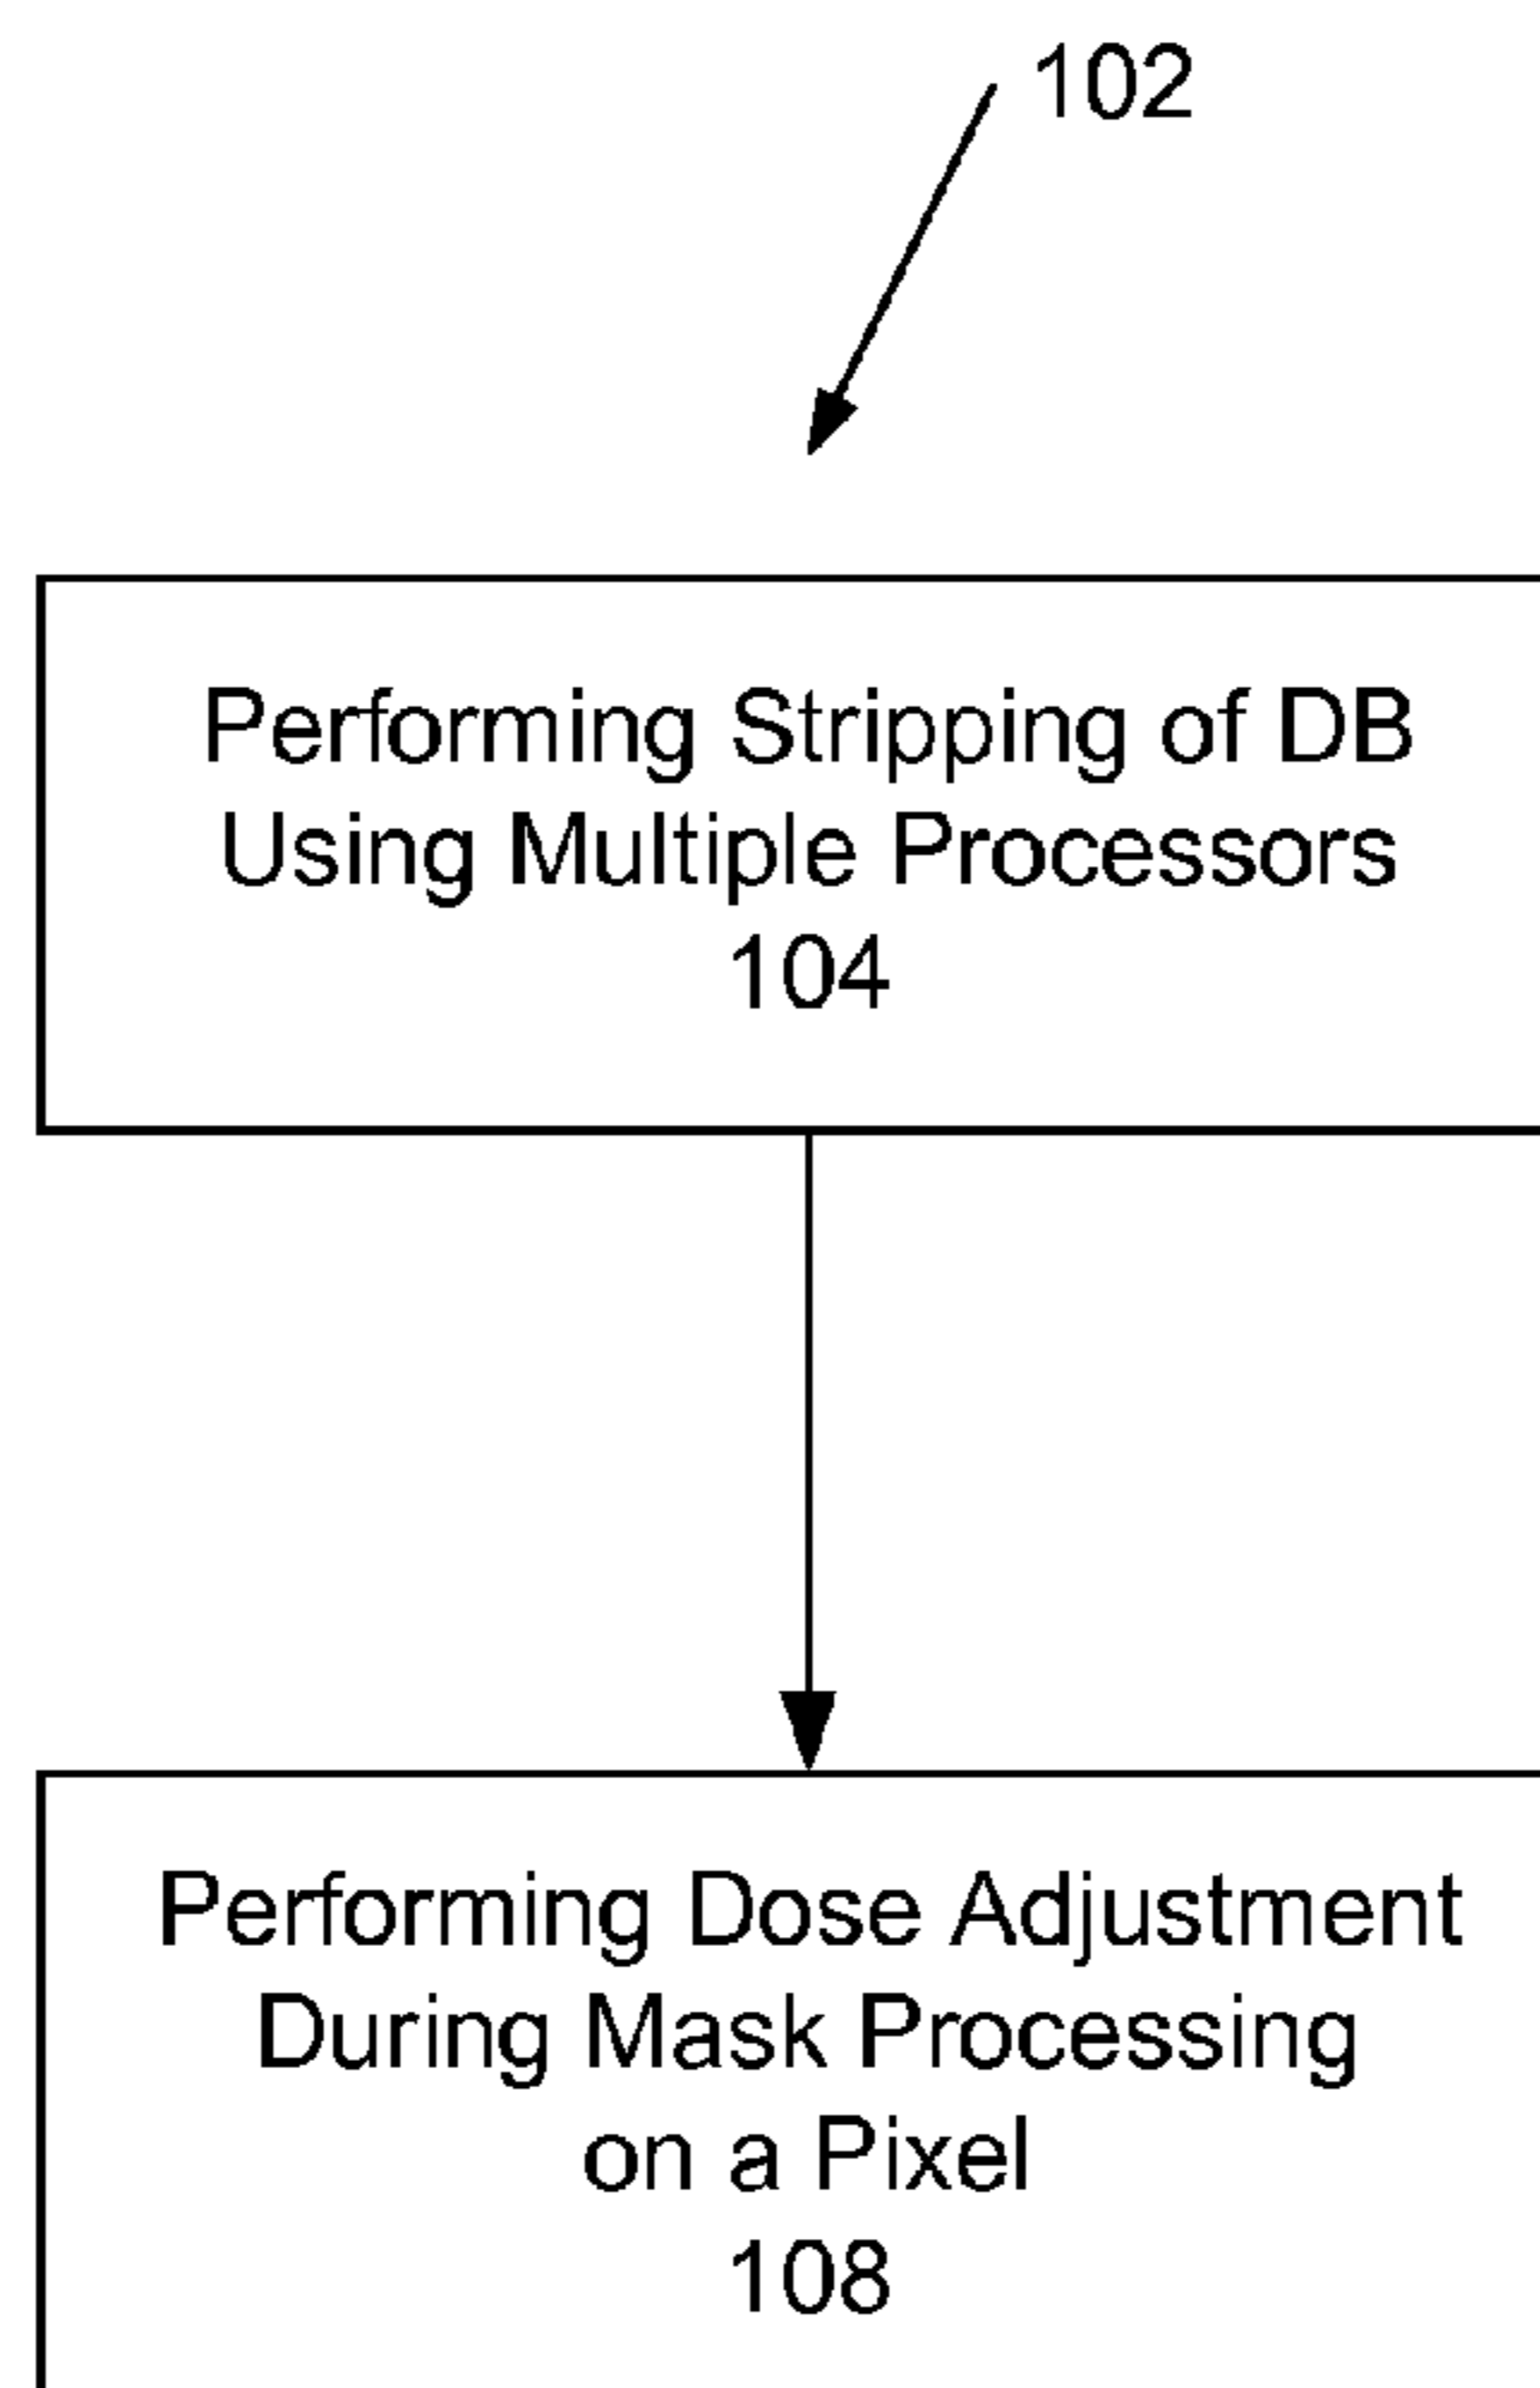 102
Performing Stripping of DB
Using Multiple Processors
104
Performing Dose Adjustment
During Mask Processing
on a Pixel
108